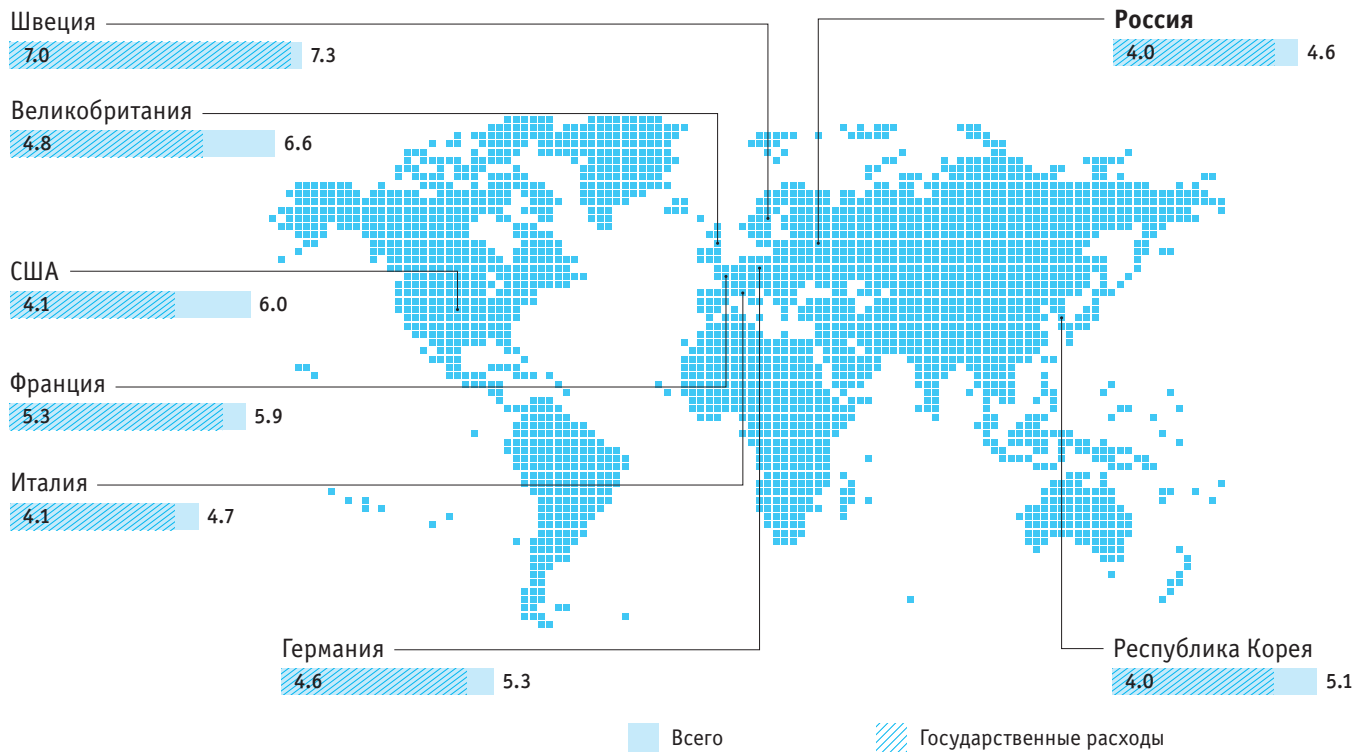 Швеция
7.0 7.3
Россия
4.0 4.6
Великобритания
4.8 6.6
США
4.1 6.0
Франция
5.3 5.9
Италия
4.1 4.7
Германия
4.6 5.3
Республика Корея
4.0 5.1
Всего
Государственные расходы